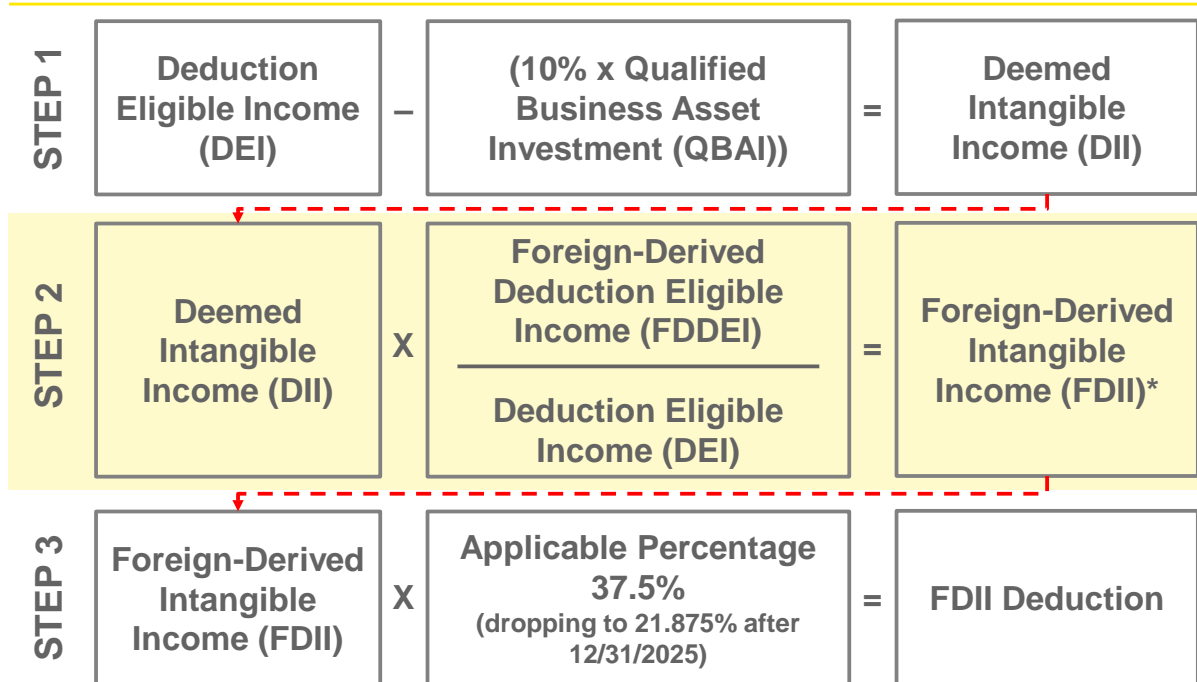 STEP 1
Deduction
Eligible Income
(DEI)
–
(10% x Qualified
Business Asset
Investment (QBAI))
=
Deemed
Intangible
Income (DII)
STEP 2
Deemed
Intangible
Income (DII)
X
Foreign-Derived
Deduction Eligible
Income (FDDEI)
Deduction Eligible
Income (DEI)
=
Foreign-Derived
Intangible
Income (FDII)*
STEP 3
Foreign-Derived
Intangible
Income (FDII)
X
Applicable Percentage
37.5%
(dropping to 21.875% after
12/31/2025)
=
FDII Deduction